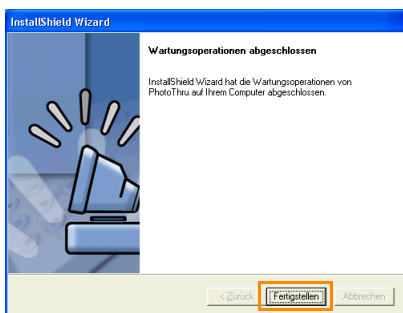 InstallShield Wizard
Wartungsoperationen abgeschlossen
InstallShield Wizard hat die Wartungsoperationen von
PhotoThru auf Ihrem Computer abgeschlossen.
< Zurück
Fertigstellen
Abbrechen